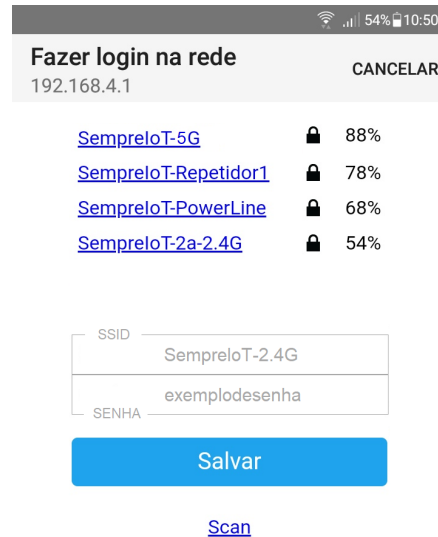 54% 10:50
Fazer login na rede
192.168.4.1
CANCELAR
SempreIoT-5G 88%
SempreIoT-Repetidor1 78%
SempreIoT-PowerLine 68%
SempreIoT-2a-2.4G 54%
SSID
SempreIoT-2.4G
exemplodesenha
SENHA
Salvar
Scan